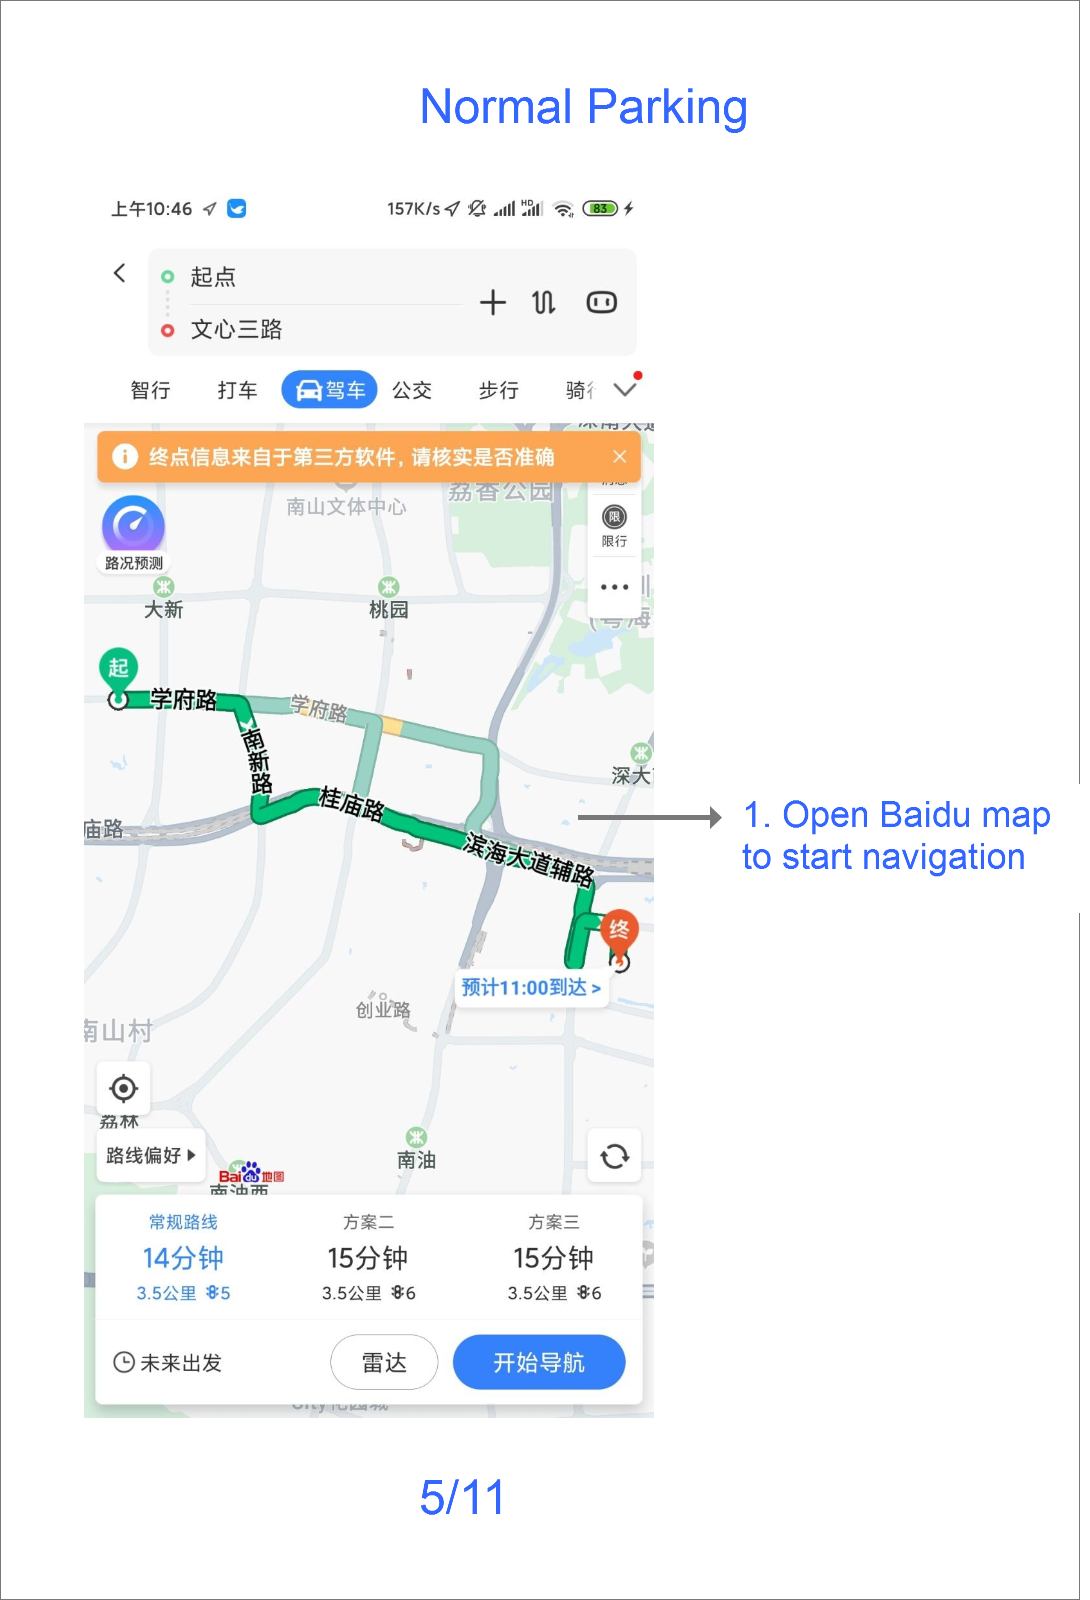 Normal Parking
上午10:46
157K/s HD 83
起点
文心三路
智行 打车 驾车 公交 步行 骑行
终点信息来自于第三方软件，请核实是否准确
荔香公园
南山文体中心
限
限行
路况预测
大新
桃园
起
学府路
学府路
南新路
深大
桂庙路
庙路
滨海大道辅路
1. Open Baidu map
to start navigation
终
预计11:00到达 >
创业路
南山村
荔林
路线偏好
南油
Bai du 地图
南油西
常规路线 方案二 方案三
14分钟 15分钟 15分钟
3.5公里 5 3.5公里 6 3.5公里 6
未来出发 雷达 开始导航
5/11